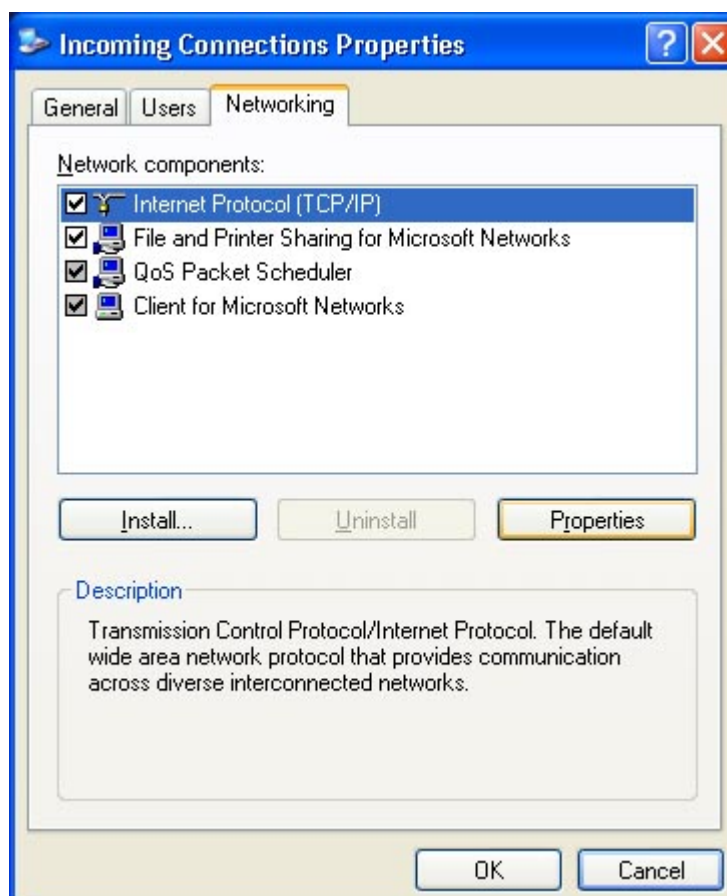 Incoming Connections Properties
General Users Networking
Network components:
Internet Protocol (TCP/IP)
File and Printer Sharing for Microsoft Networks
QoS Packet Scheduler
Client for Microsoft Networks
Install... Uninstall Properties
Description
Transmission Control Protocol/Internet Protocol. The default
wide area network protocol that provides communication
across diverse interconnected networks.
OK Cancel